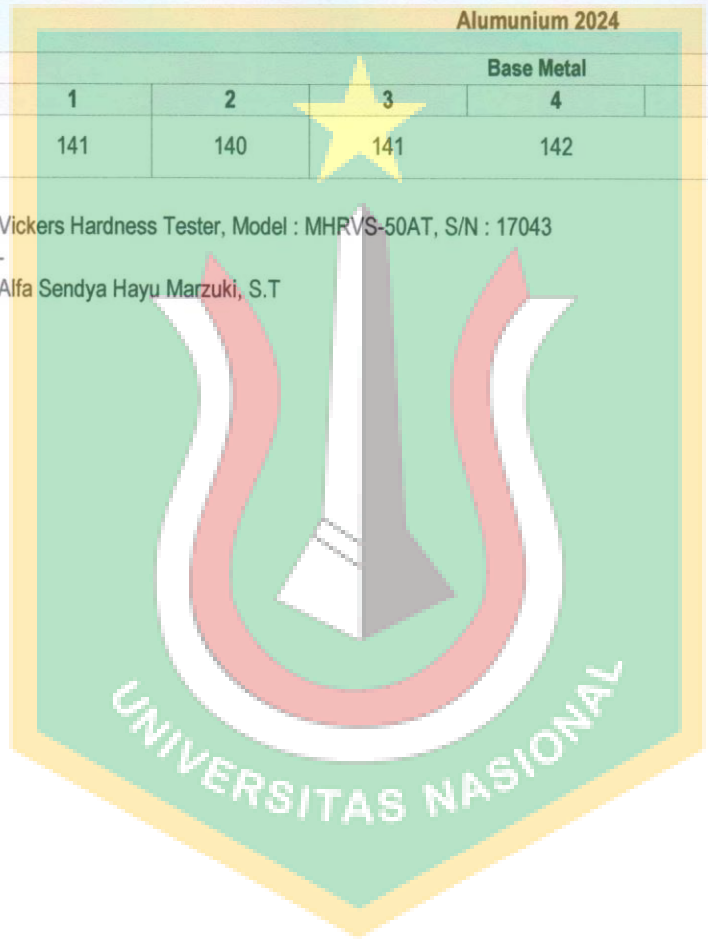 Alumunium 2024
Base Metal
1 2 3 4
141 140 141 142
Vickers Hardness Tester, Model : MHRVS-50AT, S/N : 17043
-
Alfa Sendya Hayu Marzuki, S.T
UNIVERSITAS NASIONAL